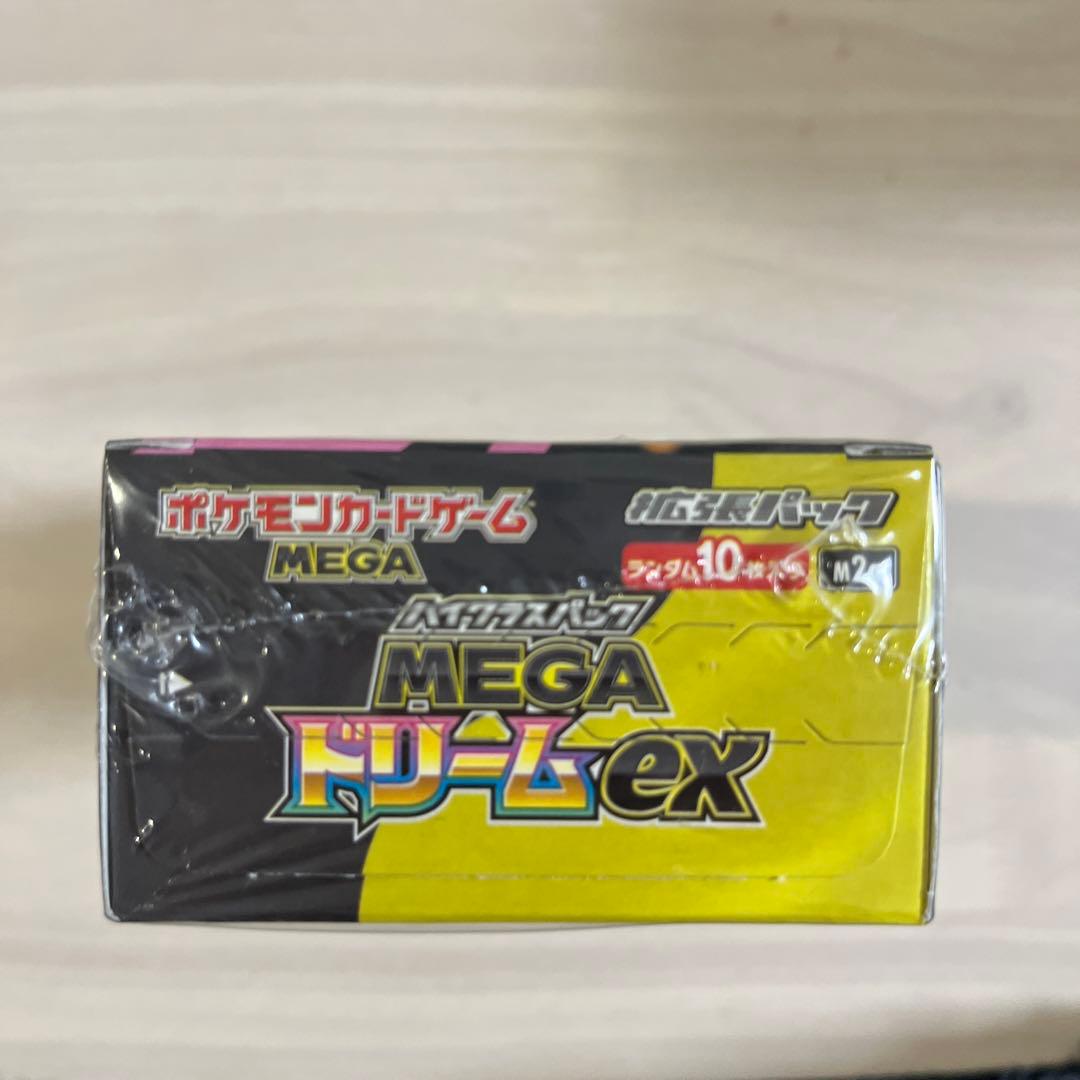 ポケモンカードゲーム
MEGA
拡張パック
ランダム10枚入り
M2a
ハイクラスパック
MEGA
ドリームex